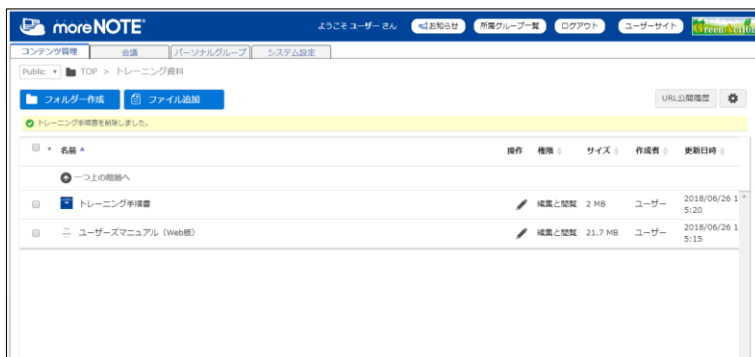 moreNOTE
ようこそ ユーザー さん お知らせ 所属グループ一覧 ログアウト ユーザーサイト Green Action
コンテンツ管理 会議 パーソナルグループ システム設定
Public TOP > トレーニング資料
フォルダー作成 ファイル追加 URL公開履歴
トレーニング手順書を削除しました。
名前 操作 権限 サイズ 作成者 更新日時
一つ上の階層へ
トレーニング手順書 編集と閲覧 2 MB ユーザー 2018/06/26 1
5:20
ユーザーズマニュアル（Web版） 編集と閲覧 21.7 MB ユーザー 2018/06/26 1
5:15